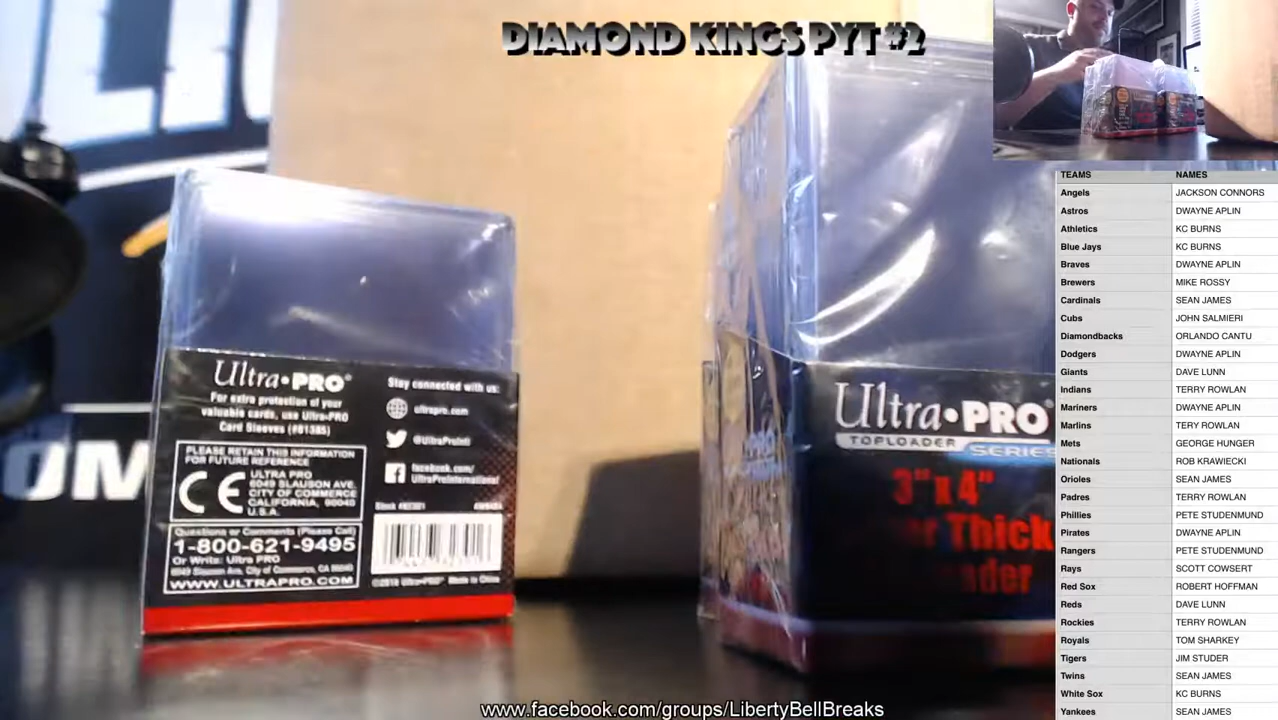 DIAMOND KINGS PYT #2
Ultra•PRO®
For extra protection of your
valuable cards, use Ultra•PRO
Card Sleeves (#81385)
PLEASE RETAIN THIS INFORMATION
FOR FUTURE REFERENCE
CE
ULTRA PRO
6049 SLAUSON AVE.
CITY OF COMMERCE
CALIFORNIA, 90040
U.S.A.
Questions or Comments (Please Call)
1-800-621-9495
Or Write: Ultra PRO
6049 Slauson Ave, City of Commerce, CA 90040
WWW.ULTRAPRO.COM
Stay connected with us:
ultrapro.com
@UltraProIntl
facebook.com/
UltraProInternational
Made in China
Ultra•PRO
TOPLOADER
SERIES
3" x 4"
Thick
OM
TEAMS NAMES
Angels JACKSON CONNORS
Astros DWAYNE APLIN
Athletics KC BURNS
Blue Jays KC BURNS
Braves DWAYNE APLIN
Brewers MIKE ROSSY
Cardinals SEAN JAMES
Cubs JOHN SALMIERI
Diamondbacks ORLANDO CANTU
Dodgers DWAYNE APLIN
Giants DAVE LUNN
Indians TERRY ROWLAN
Mariners DWAYNE APLIN
Marlins TERY ROWLAN
Mets GEORGE HUNGER
Nationals ROB KRAWIECKI
Orioles SEAN JAMES
Padres TERRY ROWLAN
Phillies PETE STUDENMUND
Pirates DWAYNE APLIN
Rangers PETE STUDENMUND
Rays SCOTT COWSERT
Red Sox ROBERT HOFFMAN
Reds DAVE LUNN
Rockies TERRY ROWLAN
Royals TOM SHARKEY
Tigers JIM STUDER
Twins SEAN JAMES
White Sox KC BURNS
Yankees SEAN JAMES
www.facebook.com/groups/LibertyBellBreaks